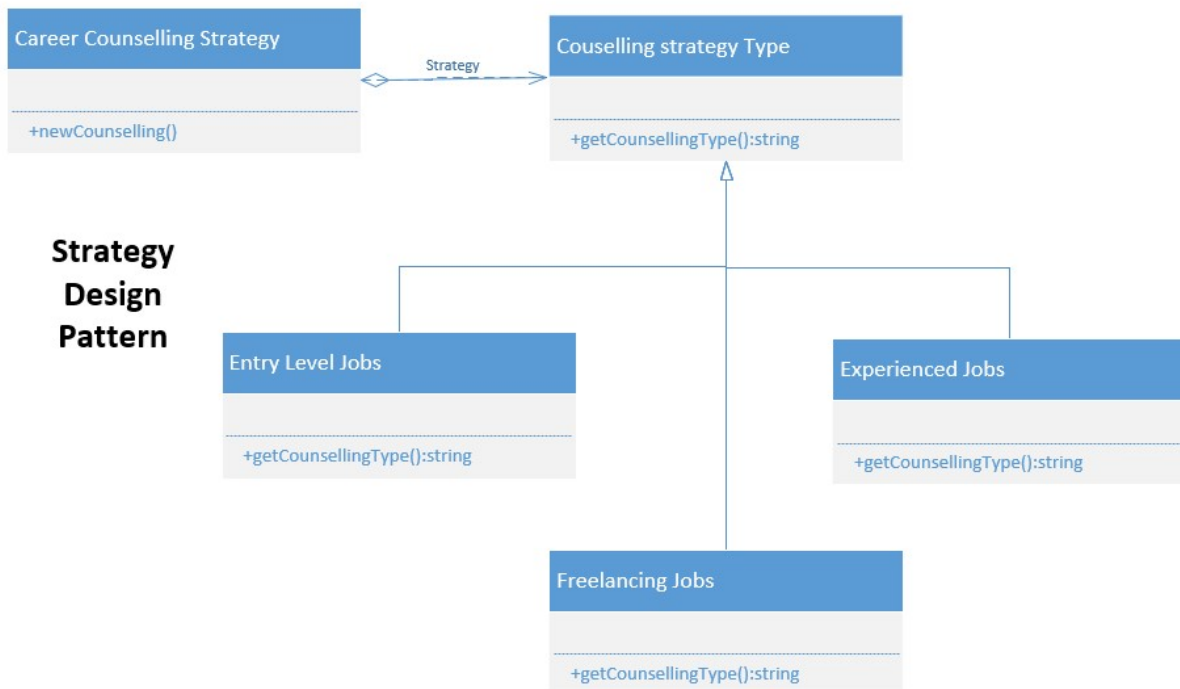 Career Counselling Strategy
+newCounselling()
Strategy
Couselling strategy Type
+getCounsellingType():string
Strategy
Design
Pattern
Entry Level Jobs
+getCounsellingType():string
Experienced Jobs
+getCounsellingType():string
Freelancing Jobs
+getCounsellingType():string